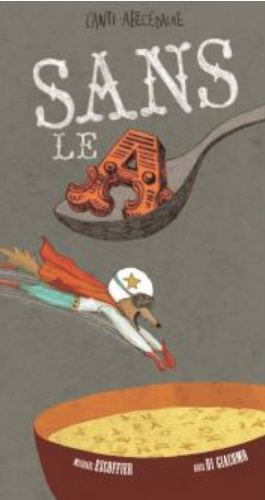 L'ANTI-ABÉCÉDAIRE
SANS
LE A
MICHAËL ESCOFFIER
KRIS DI GIACOMO